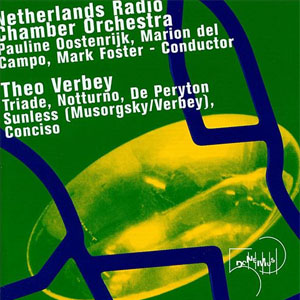 Netherlands Radio
Chamber Orchestra
Pauline Oostenrijk, Marion del
Campo, Mark Foster - Conductor
Theo Verbey
Triade, Notturno, De Peryton
Sunless (Musorgsky/Verbey),
Conciso